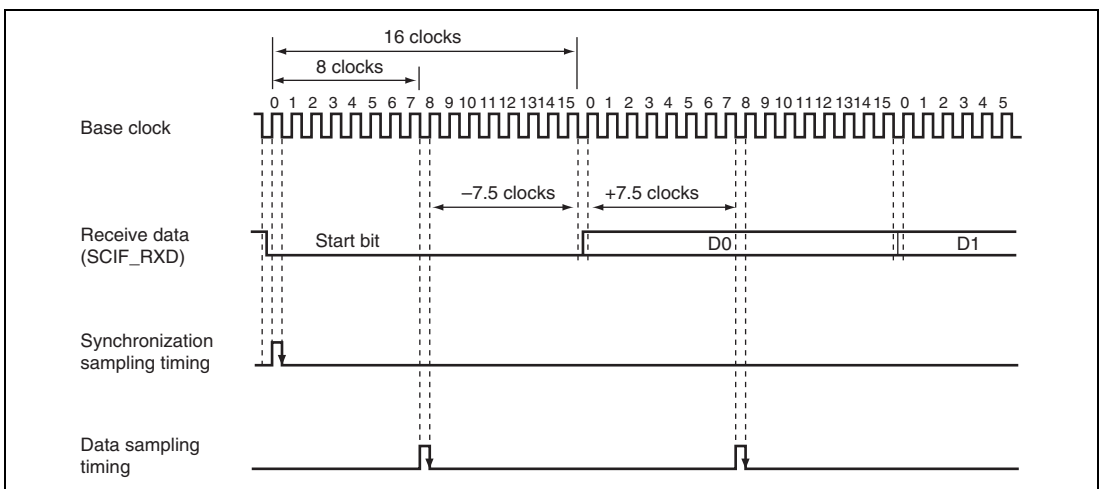 16 clocks
8 clocks
0 1 2 3 4 5 6 7 8 9 10 11 12 13 14 15 0 1 2 3 4 5 6 7 8 9 10 11 12 13 14 15 0 1 2 3 4 5
Base clock
–7.5 clocks +7.5 clocks
Receive data
(SCIF_RXD)
Start bit D0 D1
Synchronization
sampling timing
Data sampling
timing